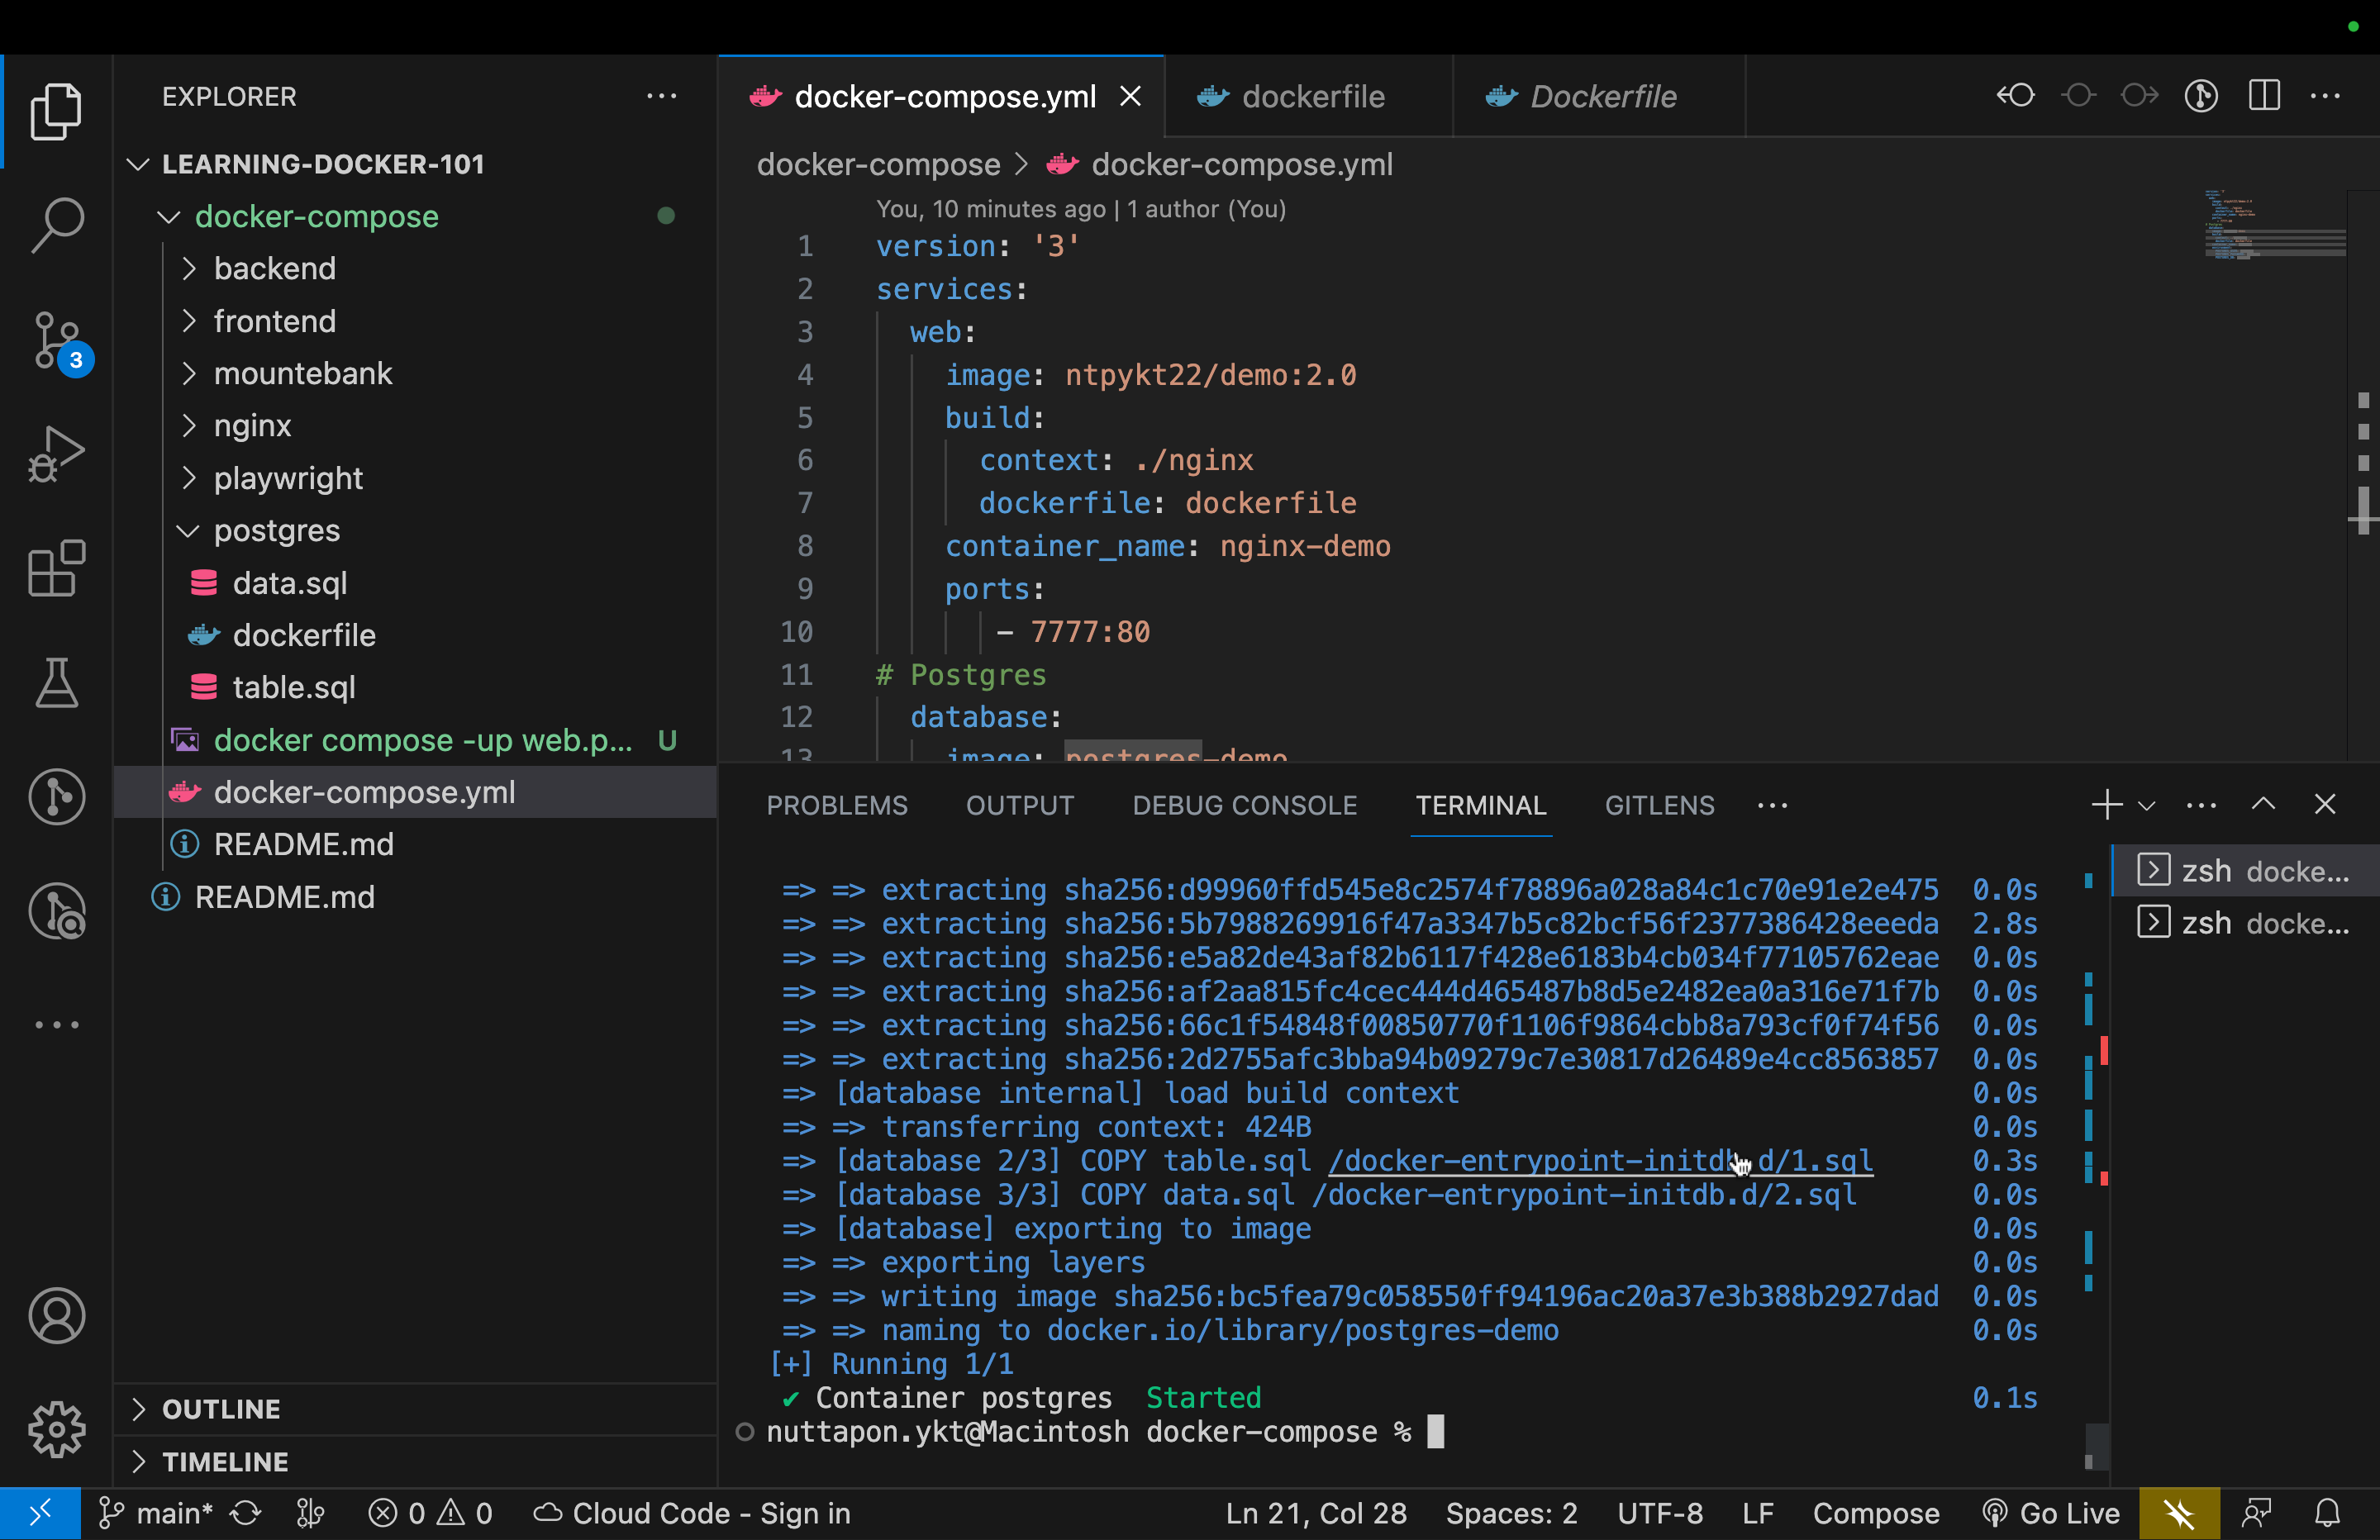 EXPLORER
LEARNING-DOCKER-101
docker-compose
backend
frontend
mountebank
nginx
playwright
postgres
data.sql
dockerfile
table.sql
docker compose -up web.p... U
docker-compose.yml
README.md
README.md
OUTLINE
TIMELINE
3
docker-compose.yml
dockerfile
Dockerfile
docker-compose > docker-compose.yml
You, 10 minutes ago | 1 author (You)
1 version: '3'
2 services:
3 web:
4 image: ntpykt22/demo:2.0
5 build:
6 context: ./nginx
7 dockerfile: dockerfile
8 container_name: nginx-demo
9 ports:
10 - 7777:80
11 # Postgres
12 database:
13 image: postgres-demo
PROBLEMS OUTPUT DEBUG CONSOLE TERMINAL GITLENS
=> => extracting sha256:d99960ffd545e8c2574f78896a028a84c1c70e91e2e475 0.0s
=> => extracting sha256:5b7988269916f47a3347b5c82bcf56f2377386428eeeda 2.8s
=> => extracting sha256:e5a82de43af82b6117f428e6183b4cb034f77105762eae 0.0s
=> => extracting sha256:af2aa815fc4cec444d465487b8d5e2482ea0a316e71f7b 0.0s
=> => extracting sha256:66c1f54848f00850770f1106f9864cbb8a793cf0f74f56 0.0s
=> => extracting sha256:2d2755afc3bba94b09279c7e30817d26489e4cc8563857 0.0s
=> [database internal] load build context 0.0s
=> => transferring context: 424B 0.0s
=> [database 2/3] COPY table.sql /docker-entrypoint-initdb.d/1.sql 0.3s
=> [database 3/3] COPY data.sql /docker-entrypoint-initdb.d/2.sql 0.0s
=> [database] exporting to image 0.0s
=> => exporting layers 0.0s
=> => writing image sha256:bc5fea79c058550ff94196ac20a37e3b388b2927dad 0.0s
=> => naming to docker.io/library/postgres-demo 0.0s
[+] Running 1/1
✔ Container postgres Started 0.1s
nuttapon.ykt@Macintosh docker-compose %
zsh docke...
zsh docke...
main* 0 0 Cloud Code - Sign in Ln 21, Col 28 Spaces: 2 UTF-8 LF Compose Go Live